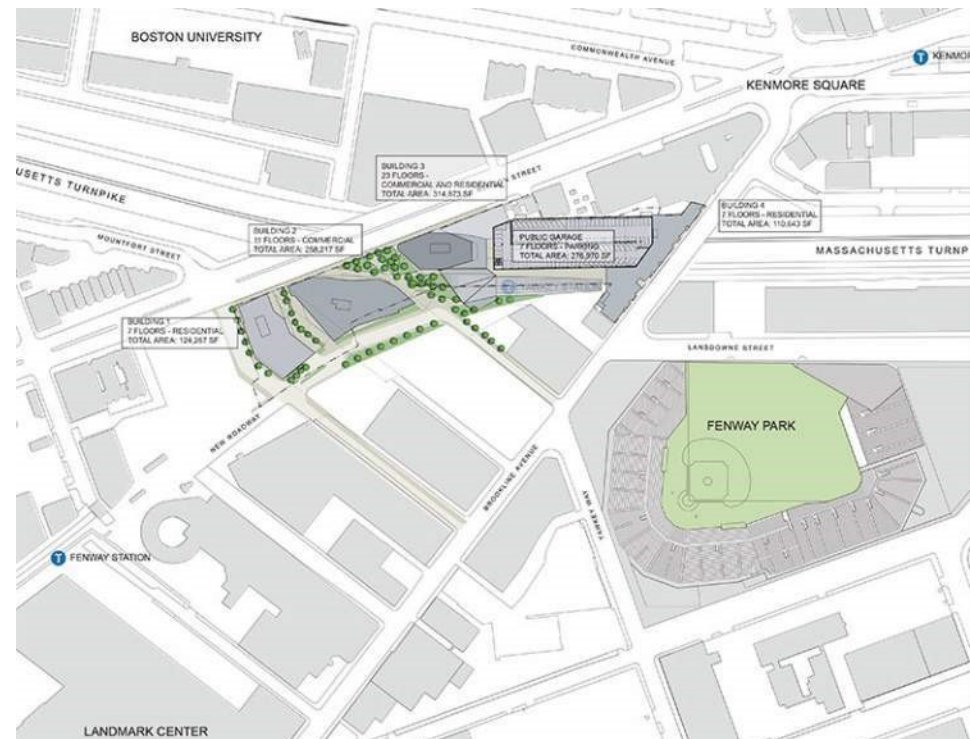 BOSTON UNIVERSITY
COMMONWEALTH AVENUE
T KENMOR
KENMORE SQUARE
BUILDING 3
23 FLOORS -
COMMERCIAL AND RESIDENTIAL
TOTAL AREA: 314,573 SF
STREET
USETTS TURNPIKE
MOUNTFORT STREET
BUILDING 2
11 FLOORS - COMMERCIAL
TOTAL AREA: 258,217 SF
PUBLIC GARAGE
7 FLOORS - PARKING
TOTAL AREA: 276,970 SF
BUILDING 4
7 FLOORS - RESIDENTIAL
TOTAL AREA: 110,643 SF
MASSACHUSETTS TURNP
T YAWKEY STATION
BUILDING 1
7 FLOORS - RESIDENTIAL
TOTAL AREA: 124,267 SF
LANSDOWNE STREET
FENWAY PARK
NEW ROADWAY
BROOKLINE AVENUE
YAWKEY WAY
T FENWAY STATION
LANDMARK CENTER